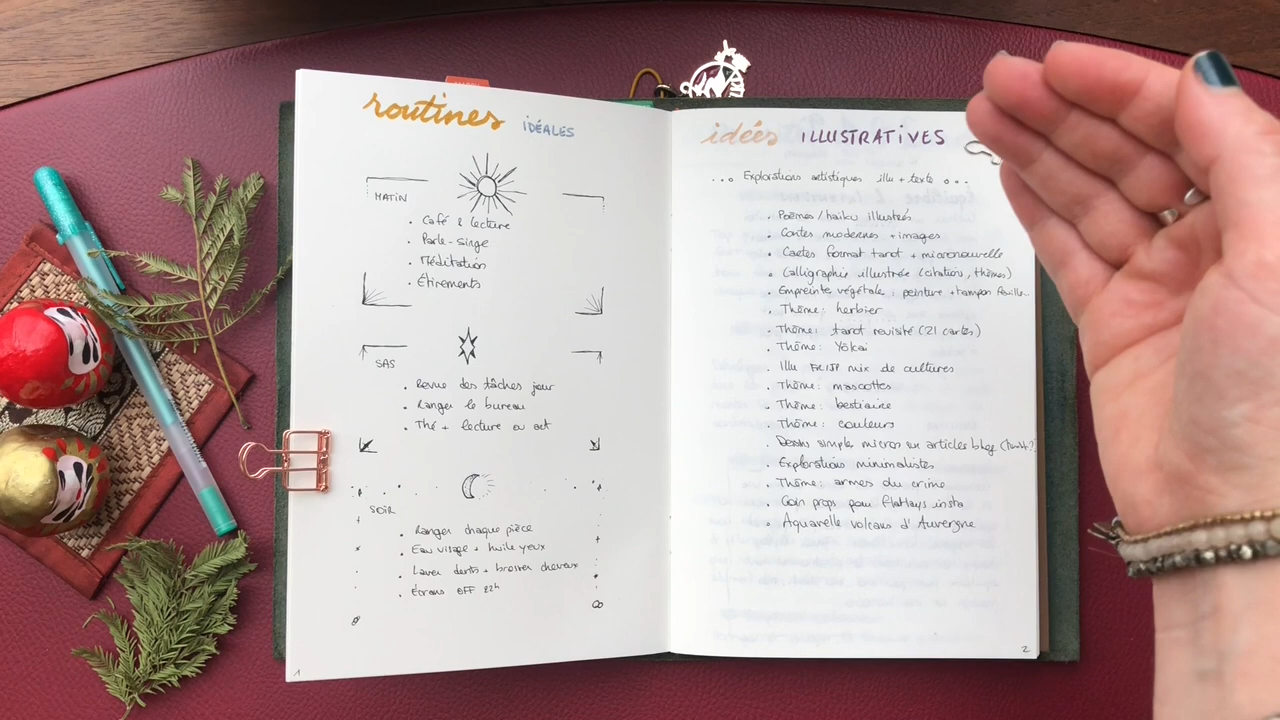 routines IDÉALES
MATIN
. Café & lecture
. Parle-singe
. Méditation
. Étirements
SAS
. Revue des tâches jour
. Ranger le bureau
. Thé + lecture ou art
SOIR
. Ranger chaque pièce
. Eau visage + huile yeux
. Laver dents + brosser cheveux
. Écrans OFF 22h
1
idées ILLUSTRATIVES
... Explorations artistiques illu + texte ...
. Poèmes/haiku illustrés
. Contes modernes + images
. Cartes format tarot + micronouvelle
. Calligraphie illustrée (citations, thèmes)
. Empreinte végétale : peinture + tampon feuille
. Thème : herbier
. Thème : tarot revisité (21 cartes)
. Thème : Yōkai
. Illu mix de cultures
. Thème : mascottes
. Thème : bestiaire
. Thème : couleurs
. Dessin simple micron sur articles blog
. Explorations minimalistes
. Thème : armes du crime
. Coin props pour flatlays insta
. Aquarelle volcans d'Auvergne
2